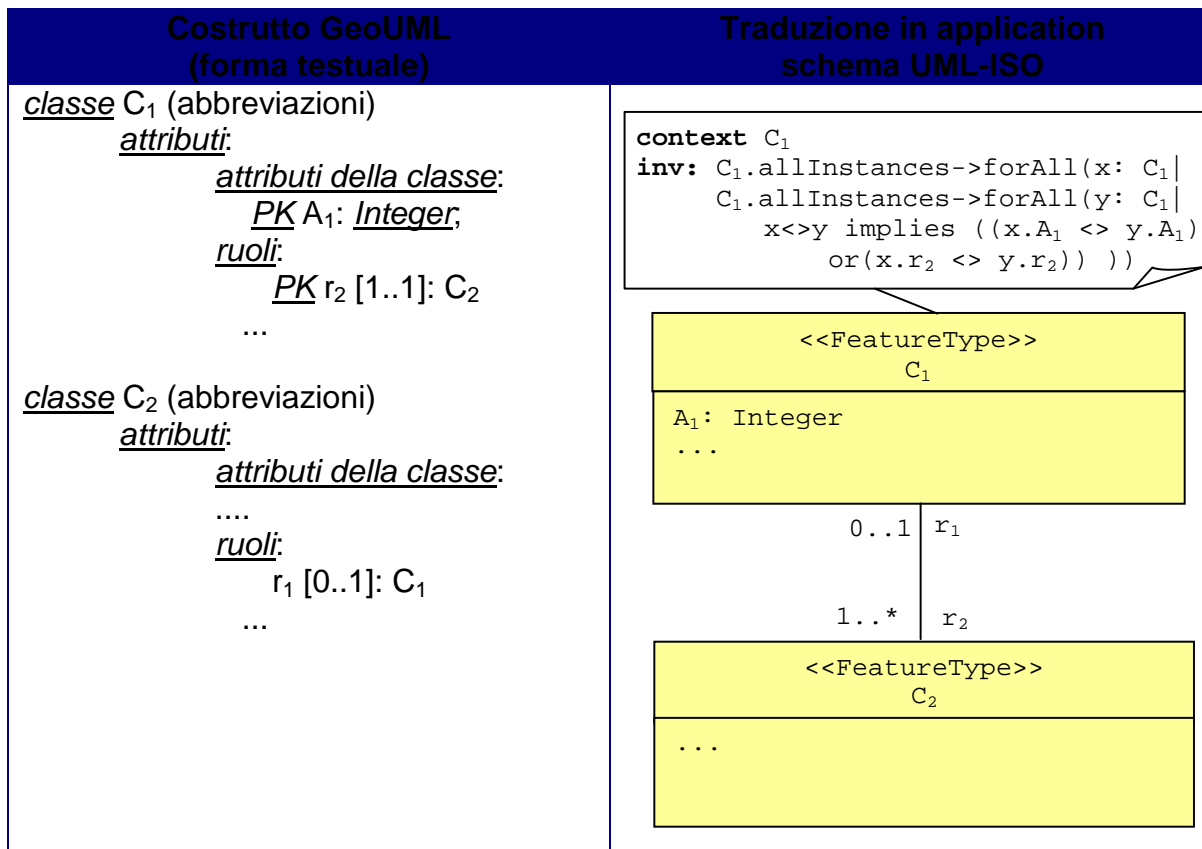 Costrutto GeoUML
(forma testuale)
Traduzione in application
schema UML-ISO
classe C₁ (abbreviazioni)
attributi:
attributi della classe:
PK A₁: Integer;
ruoli:
PK r₂ [1..1]: C₂
...
classe C₂ (abbreviazioni)
attributi:
attributi della classe:
....
ruoli:
r₁ [0..1]: C₁
...
context C₁
inv: C₁.allInstances->forAll(x: C₁|
C₁.allInstances->forAll(y: C₁|
x<>y implies ((x.A₁ <> y.A₁)
or(x.r₂ <> y.r₂)) ))
<<FeatureType>>
C₁
A₁: Integer
...
0..1 r₁
1..* r₂
<<FeatureType>>
C₂
...